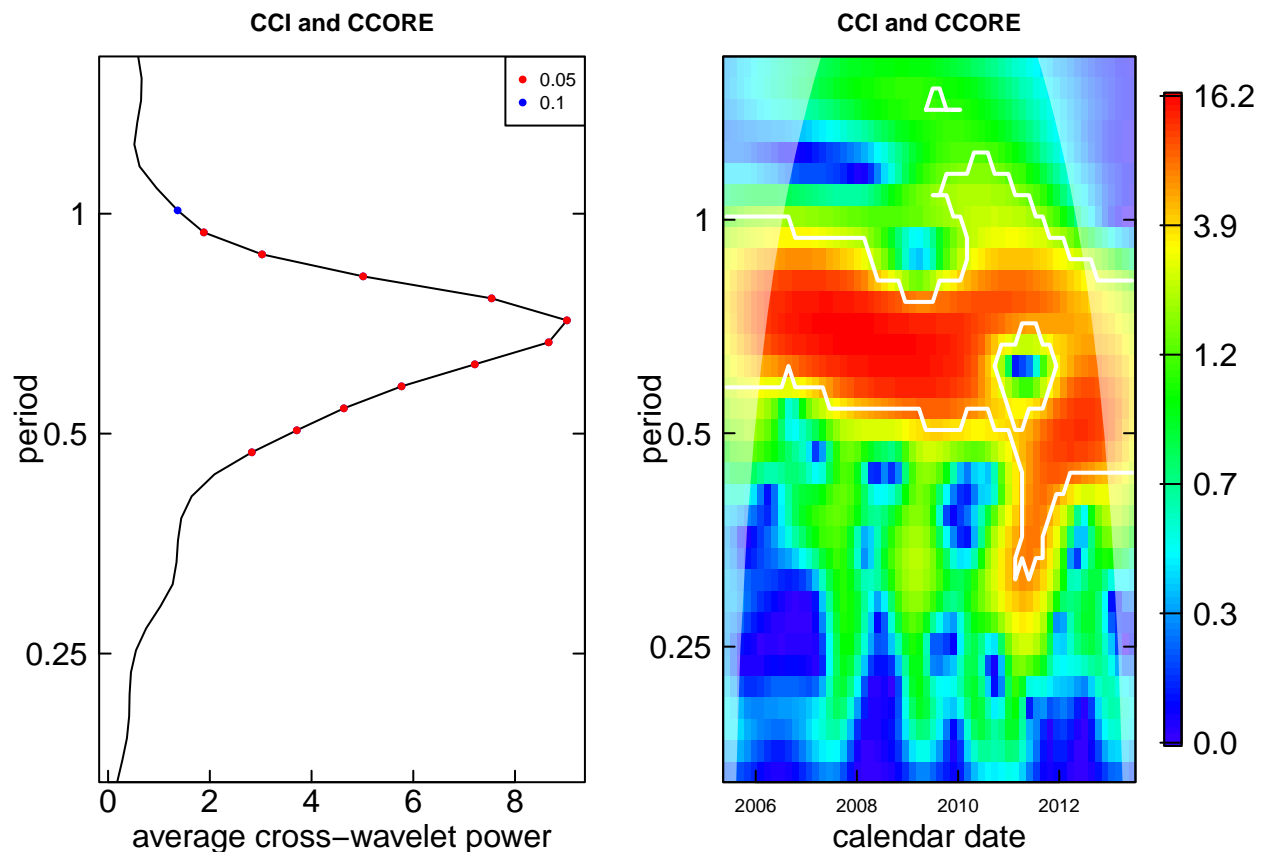 CCI and CCORE
0.05
0.1
1
0.5
0.25
period
0 2 4 6 8
average cross−wavelet power
CCI and CCORE
1
0.5
0.25
period
2006 2008 2010 2012
calendar date
16.2
3.9
1.2
0.7
0.3
0.0